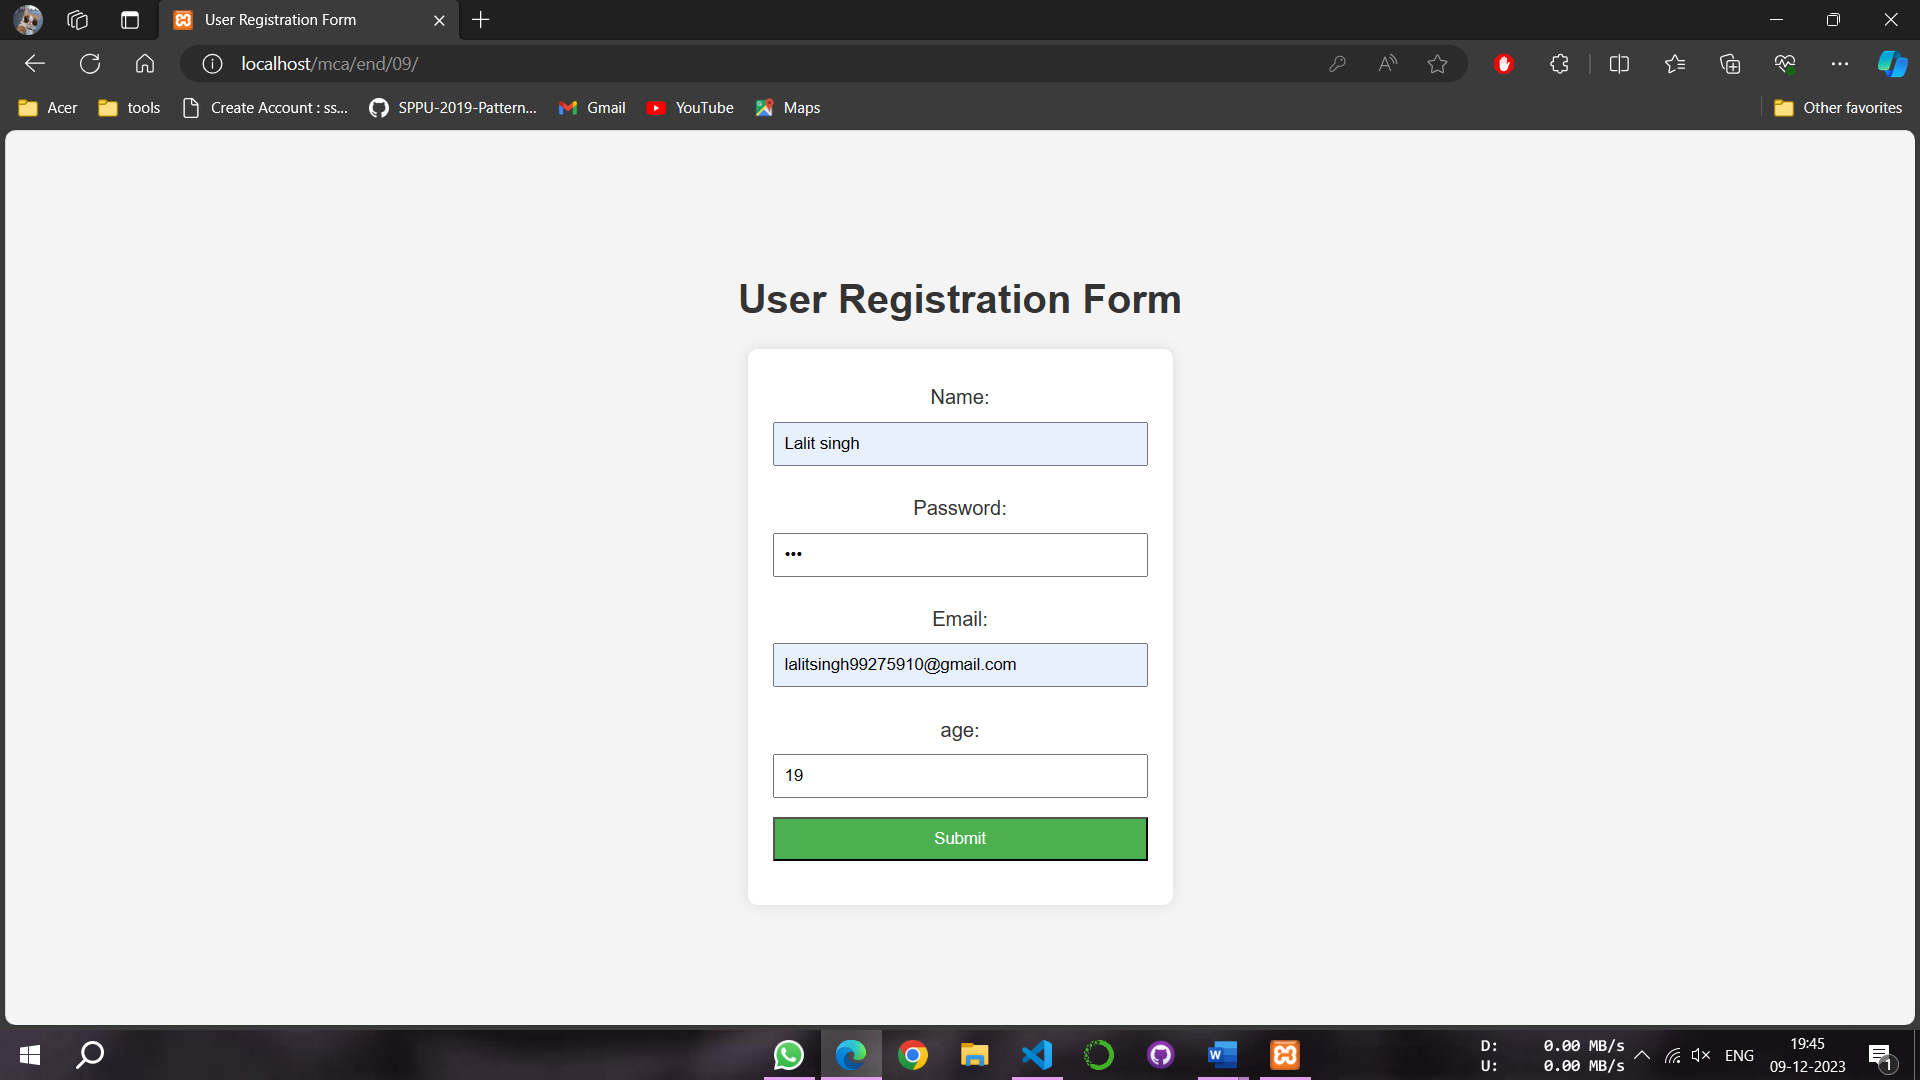 User Registration Form
localhost/mca/end/09/
Acer
tools
Create Account : ss...
SPPU-2019-Pattern...
Gmail
YouTube
Maps
Other favorites
User Registration Form
Name:
Lalit singh
Password:
•••
Email:
lalitsingh99275910@gmail.com
age:
19
Submit
D: 0.00 MB/s
U: 0.00 MB/s
ENG
19:45
09-12-2023
1